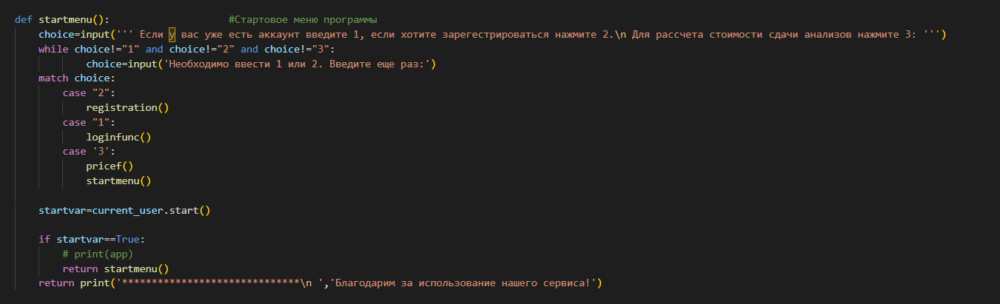 def startmenu(): #Стартовое меню программы
choice=input(''' Если у вас уже есть аккаунт введите 1, если хотите зарегестрироваться нажмите 2.\n Для рассчета стоимости сдачи анализов нажмите 3: ''')
while choice!="1" and choice!="2" and choice!="3":
choice=input('Необходимо ввести 1 или 2. Введите еще раз:')
match choice:
case "2":
registration()
case "1":
loginfunc()
case '3':
pricef()
startmenu()
startvar=current_user.start()
if startvar==True:
# print(app)
return startmenu()
return print('******************************\n ','Благодарим за использование нашего сервиса!')